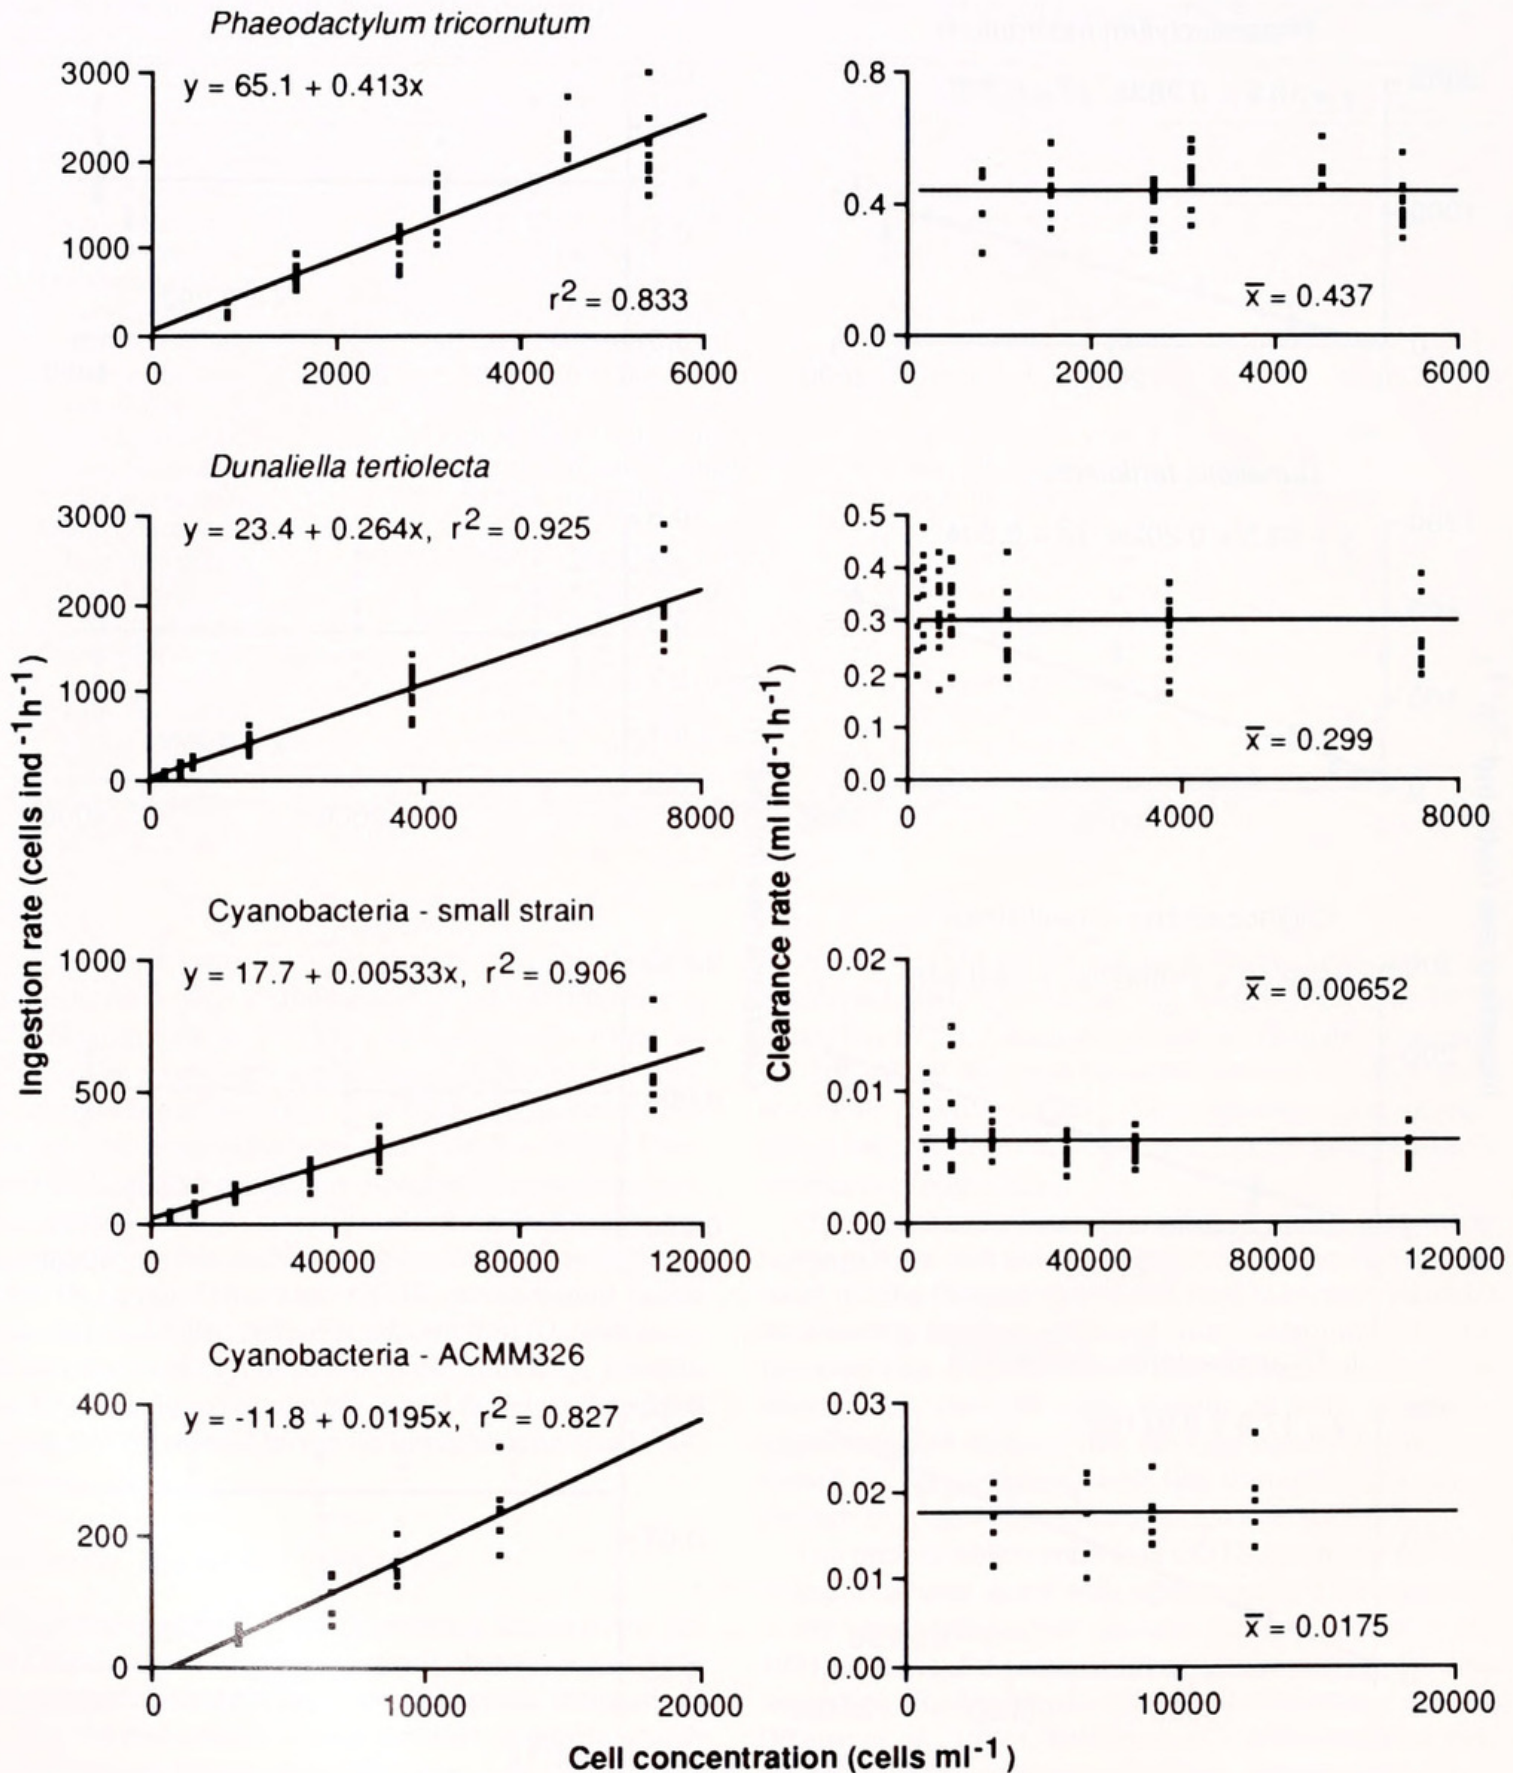 Phaeodactylum tricornutum
3000
2000
1000
0
y = 65.1 + 0.413x
r² = 0.833
0 2000 4000 6000
0.8
0.4
0.0
x̅ = 0.437
0 2000 4000 6000
Dunaliella tertiolecta
3000
2000
1000
0
y = 23.4 + 0.264x, r² = 0.925
0 4000 8000
0.5
0.4
0.3
0.2
0.1
0.0
x̅ = 0.299
0 4000 8000
Ingestion rate (cells ind⁻¹h⁻¹)
Clearance rate (ml ind⁻¹h⁻¹)
Cyanobacteria - small strain
1000
500
0
y = 17.7 + 0.00533x, r² = 0.906
0 40000 80000 120000
0.02
0.01
0.00
x̅ = 0.00652
0 40000 80000 120000
Cyanobacteria - ACMM326
400
200
0
y = -11.8 + 0.0195x, r² = 0.827
0 10000 20000
0.03
0.02
0.01
0.00
x̅ = 0.0175
0 10000 20000
Cell concentration (cells ml⁻¹)